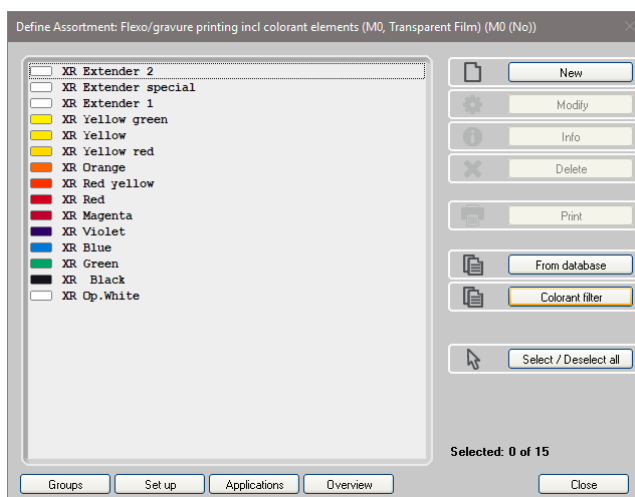 Define Assortment: Flexo/gravure printing incl colorant elements (M0, Transparent Film) (M0 (No))
XR Extender 2
XR Extender special
XR Extender 1
XR Yellow green
XR Yellow
XR Yellow red
XR Orange
XR Red yellow
XR Red
XR Magenta
XR Violet
XR Blue
XR Green
XR  Black
XR Op.White
New
Modify
Info
Delete
Print
From database
Colorant filter
Select / Deselect all
Selected: 0 of 15
Groups
Set up
Applications
Overview
Close